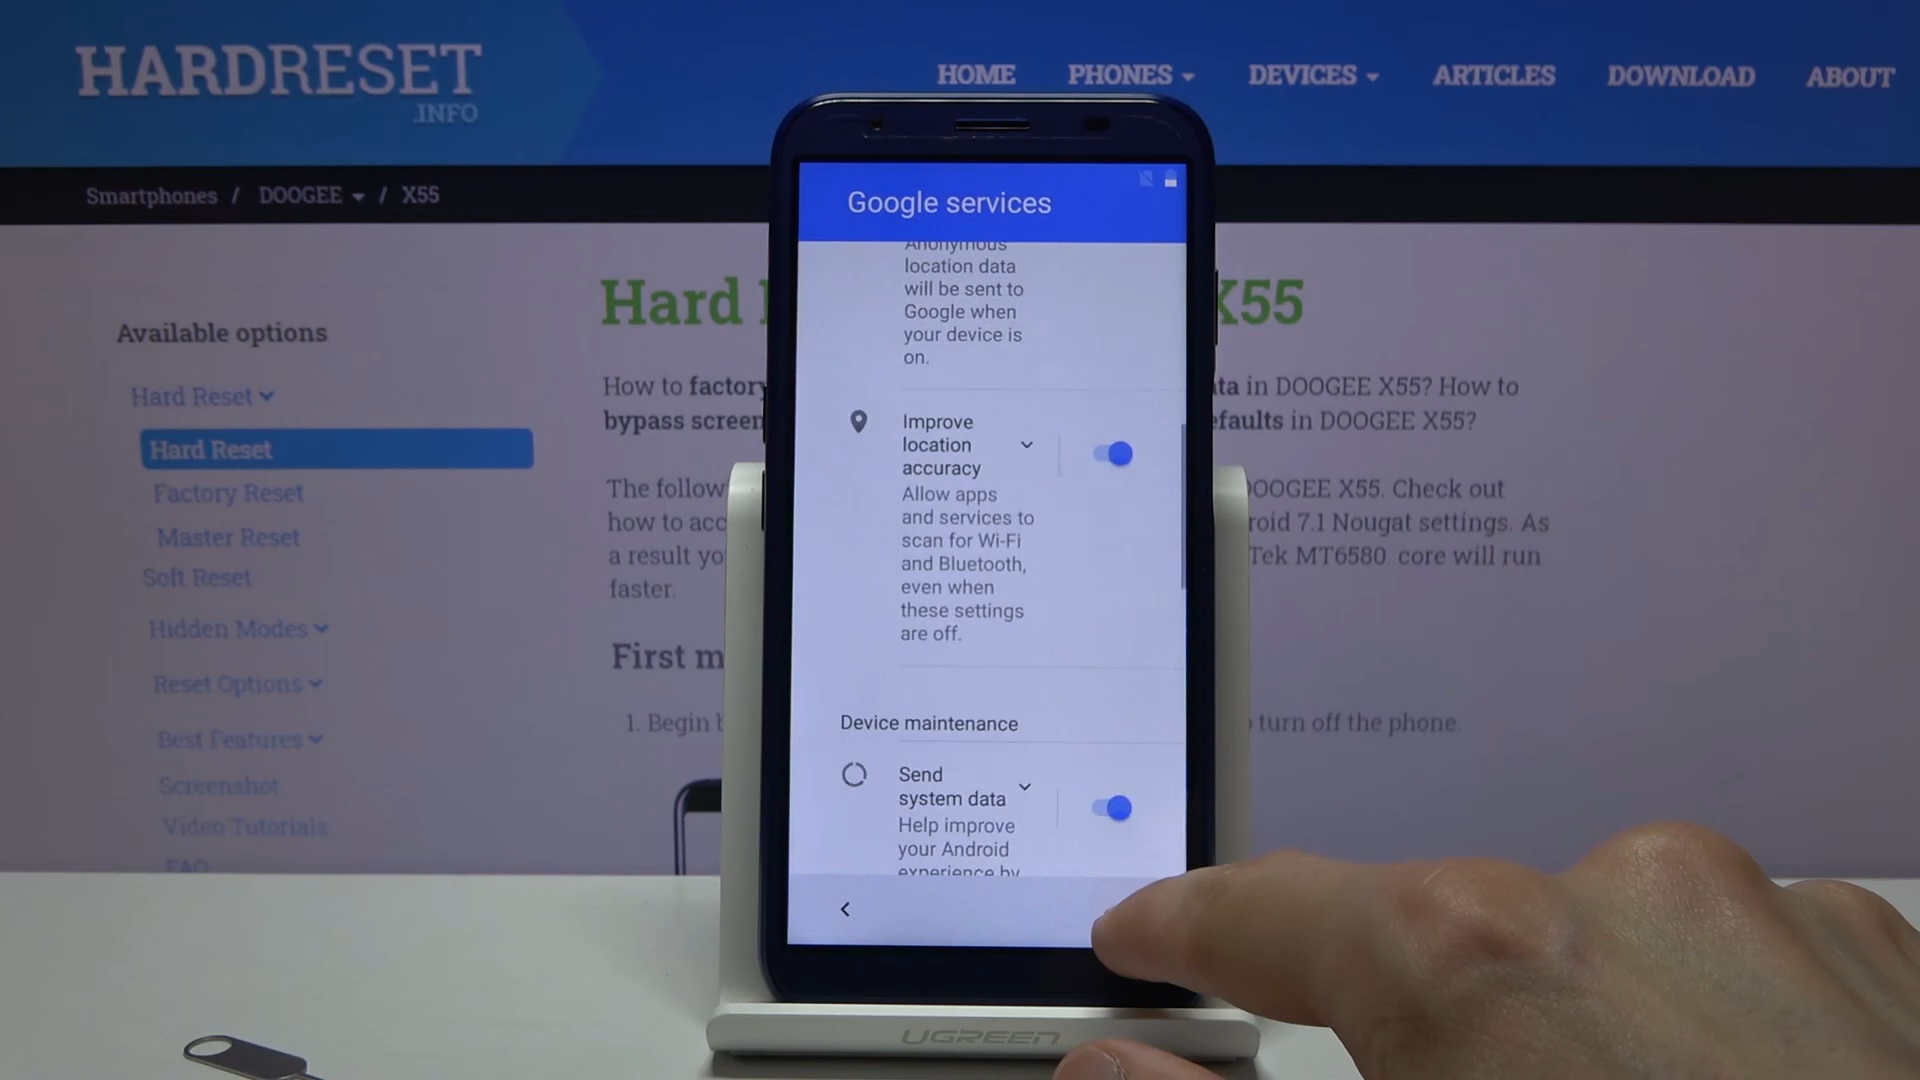 HARDRESET
.INFO
HOME PHONES DEVICES ARTICLES DOWNLOAD ABOUT
Smartphones / DOOGEE / X55
Available options
Hard Reset
Hard Reset
Factory Reset
Master Reset
Soft Reset
Hidden Modes
Reset Options
Best Features
Screenshot
Video Tutorials
FAQ
Hard X55
How to factory in DOOGEE X55? How to
bypass screen in DOOGEE X55?
The follow DOOGEE X55. Check out
how to acc 7.1 Nougat settings. As
a result yo Tek MT6580 core will run
faster.
First m
1. Begin turn off the phone.
Google services
Anonymous
location data
will be sent to
Google when
your device is
on.
Improve
location
accuracy
Allow apps
and services to
scan for Wi-Fi
and Bluetooth,
even when
these settings
are off.
Device maintenance
Send
system data
Help improve
your Android
experience by
UGREEN